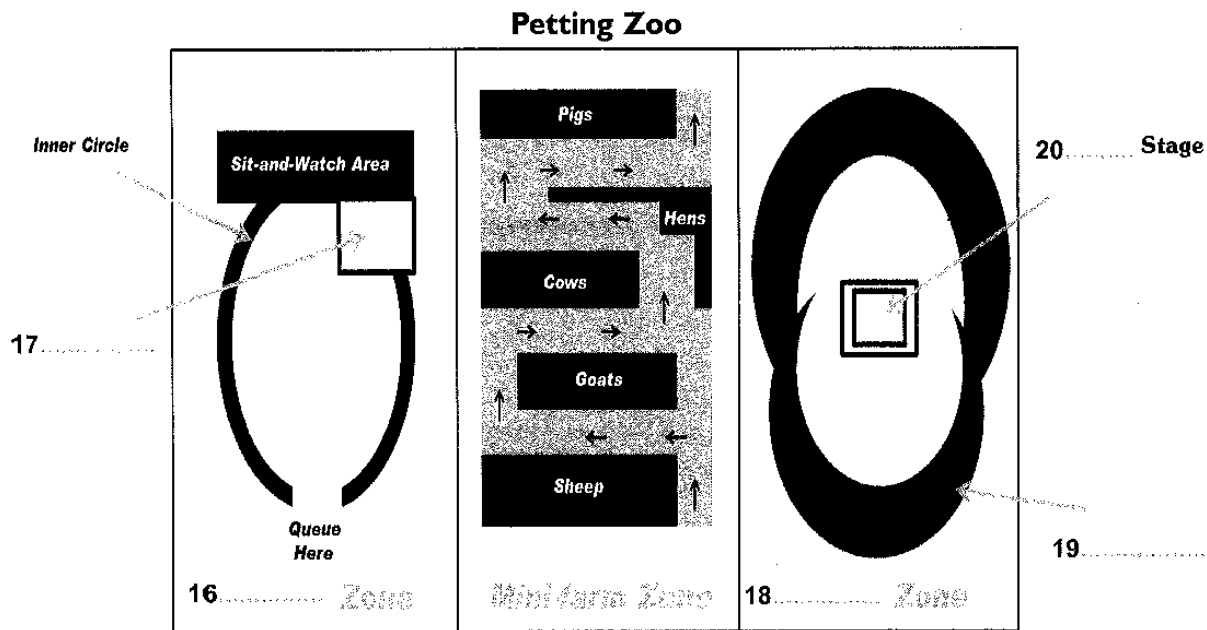 Petting Zoo
Inner Circle
Sit-and-Watch Area
17
Queue
Here
16 Zone
Pigs
Hens
Cows
Goats
Sheep
Mini-farm Zone
20 Stage
19
18 Zone